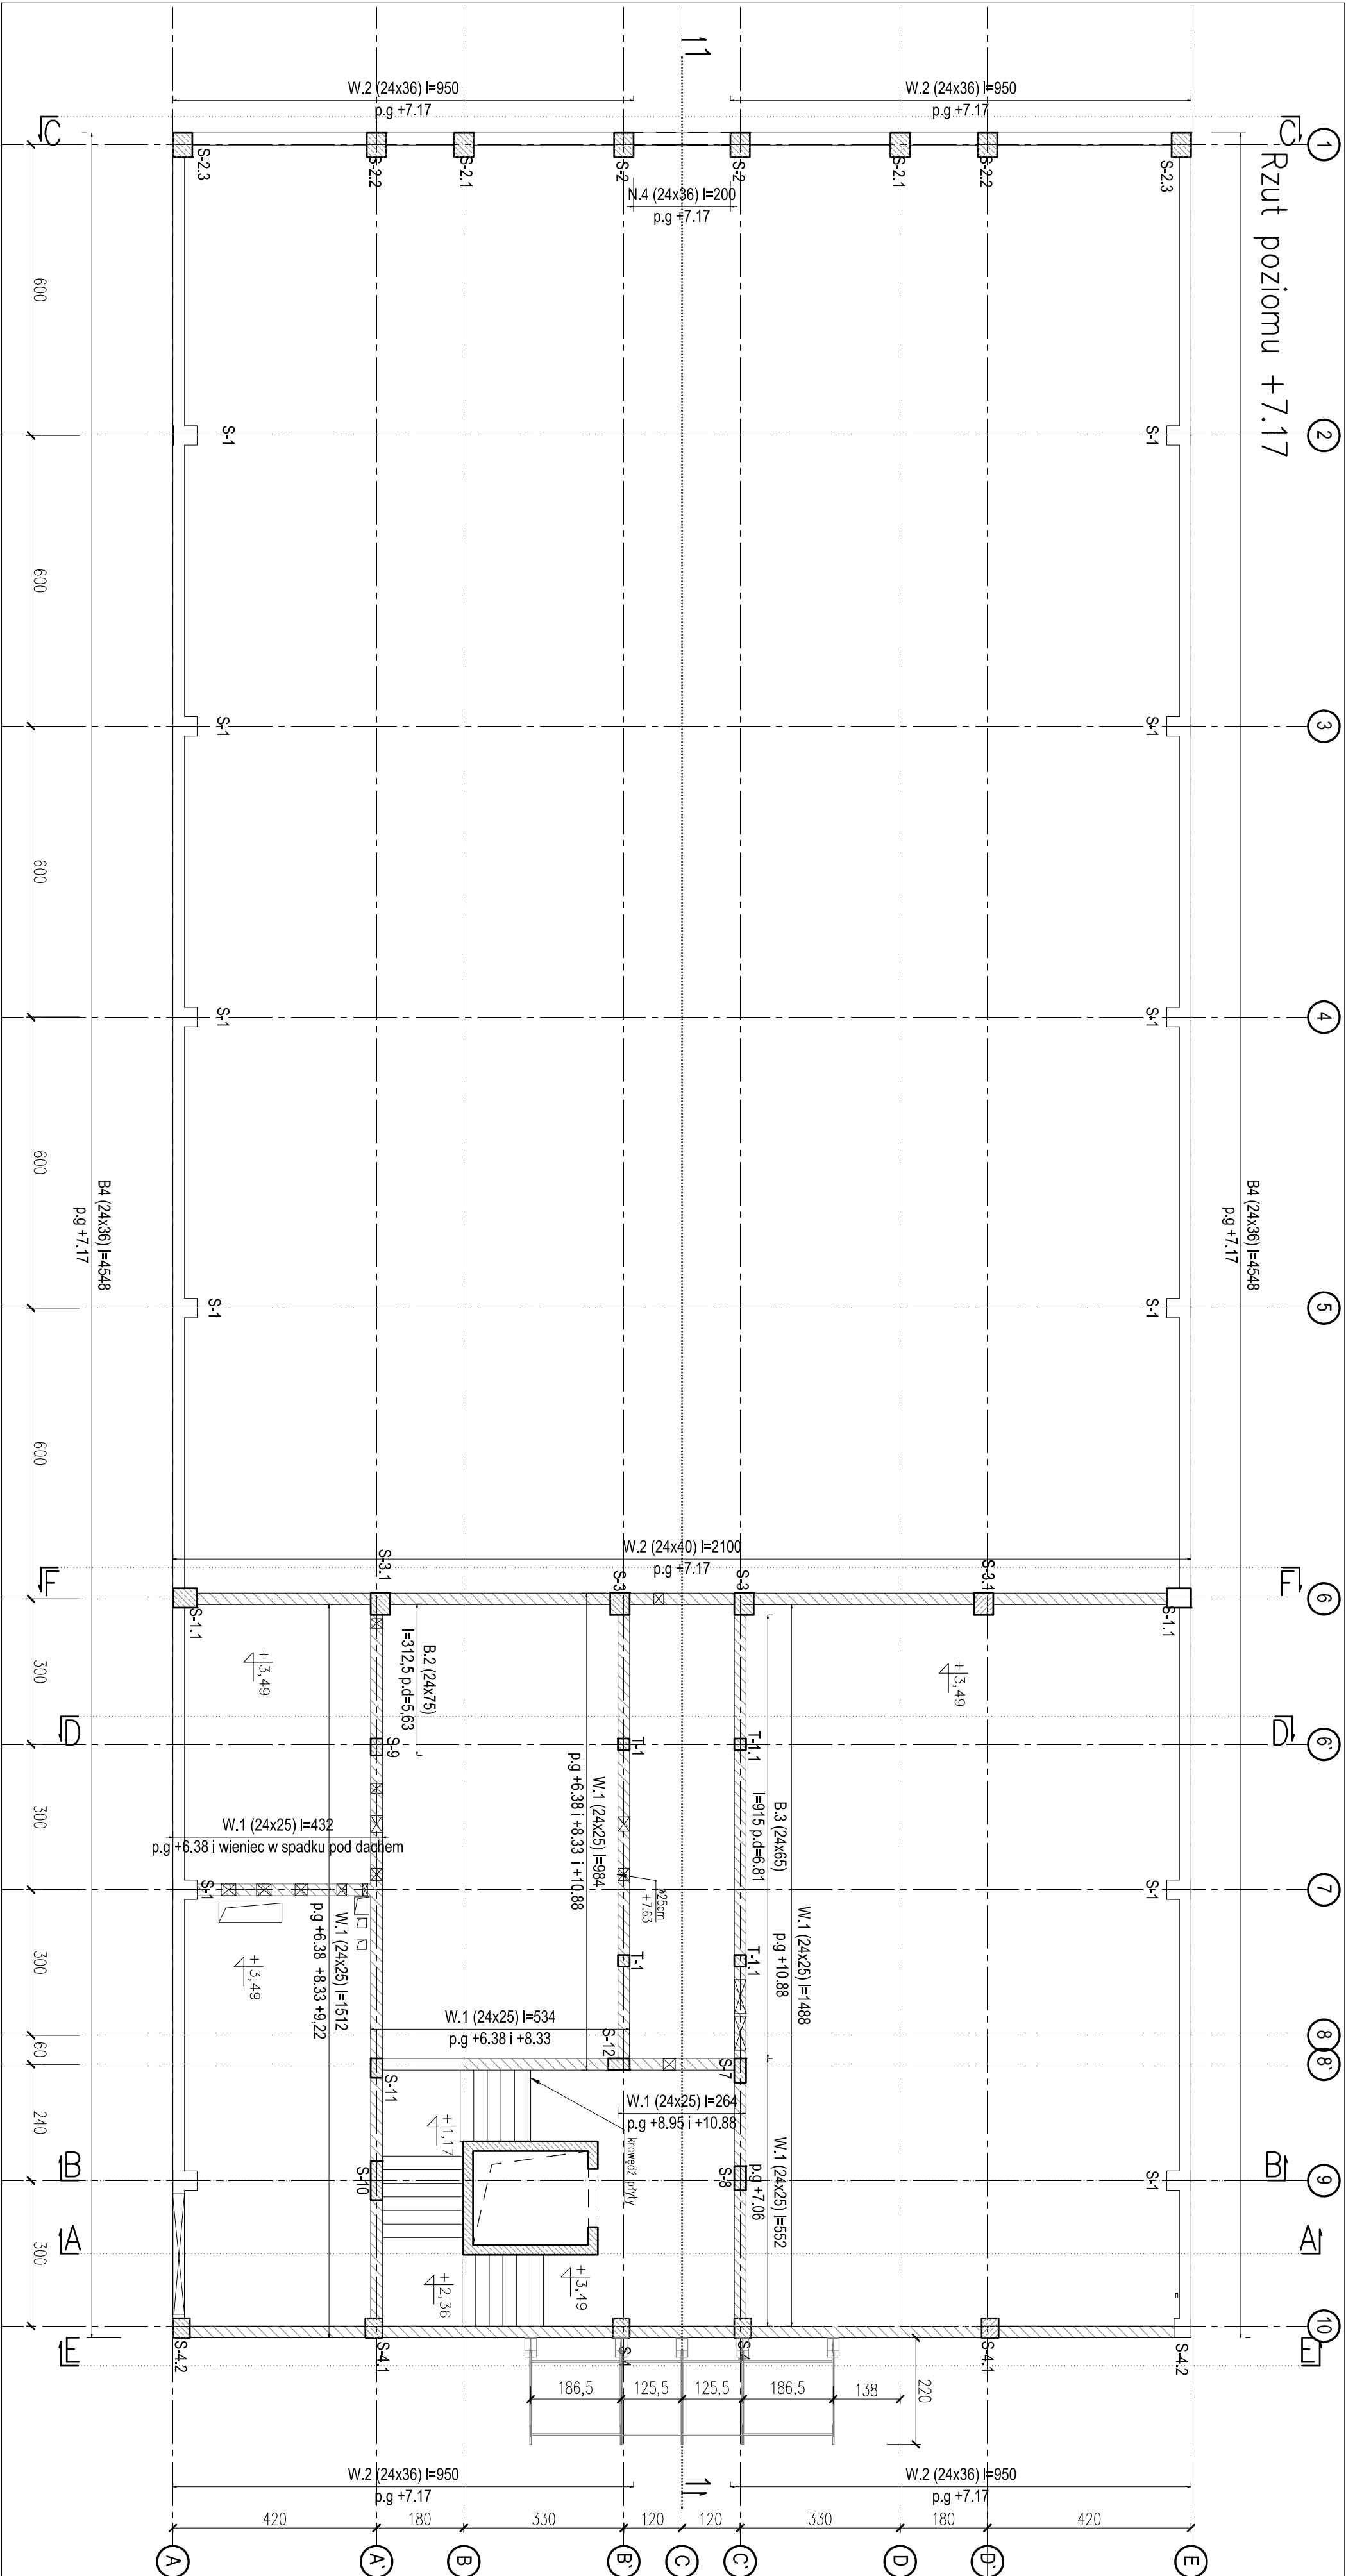 Rzut poziomu +7.17
1
2
3
4
5
6
6`
7
8
8`
9
10
C
C
F
F
D
D
B
B
A
A
E
E
11
11
W.2 (24x36) l=950
p.g +7.17
W.2 (24x36) l=950
p.g +7.17
S-2.3
S-2.2
S-2.1
S-2
S-2
S-2.1
S-2.2
S-2.3
N.4 (24x36) l=200
p.g +7.17
S-1
S-1
S-1
S-1
S-1
S-1
S-1
S-1
B4 (24x36) l=4548
p.g +7.17
B4 (24x36) l=4548
p.g +7.17
W.2 (24x40) l=2100
p.g +7.17
S-1.1
S-3.1
S-3
S-3
S-3.1
S-1.1
+3,49
+3,49
B.2 (24x75)
l=312,5 p.d=5,63
S-9
T-1
T-1.1
W.1 (24x25) l=984
p.g +6.38 i +8.33 i +10.88
B.3 (24x65)
l=915 p.d=6.81
W.1 (24x25) l=1488
p.g +10.88
W.1 (24x25) l=432
p.g +6.38 i wieniec w spadku pod dachem
S-1
S-1
ø25cm
+7.63
W.1 (24x25) l=1512
p.g +6.38 +8.33 +9,22
+3,49
T-1
T-1.1
W.1 (24x25) l=534
p.g +6.38 i +8.33
S-12
S-11
S-7
W.1 (24x25) l=264
p.g +8.95 i +10.88
krawędź płyty
+1,17
S-10
S-8
S-1
W.1 (24x25) l=552
p.g +7.06
+2,36
+3,49
S-4.2
S-4.1
S-4.1
S-4.2
186,5
125,5
125,5
186,5
138
220
W.2 (24x36) l=950
p.g +7.17
W.2 (24x36) l=950
p.g +7.17
600
600
600
600
600
300
300
300
60
240
300
420
180
330
120
120
330
180
420
A
A`
B
B`
C
C`
D
D`
E